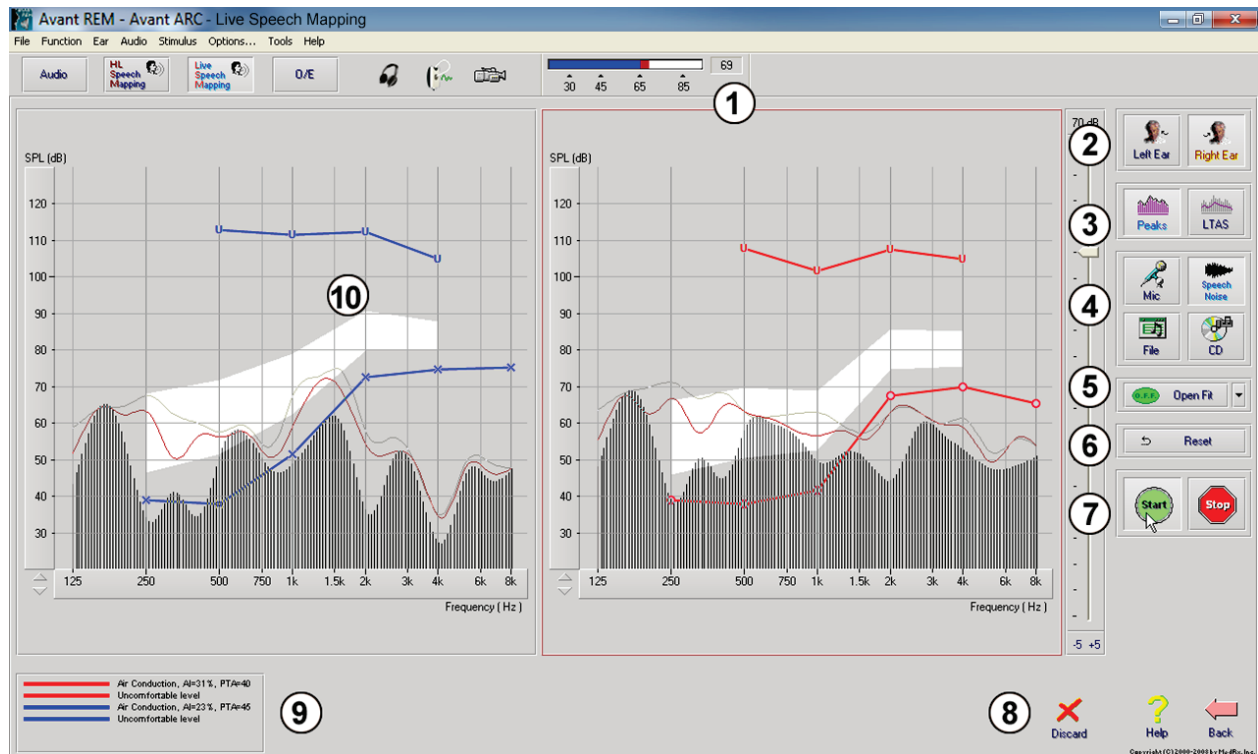 Avant REM - Avant ARC - Live Speech Mapping
File Function Ear Audio Stimulus Options... Tools Help
Audio
HL Speech Mapping
Live Speech Mapping
O/E
30 45 65 85
69
1
SPL (dB)
120
110
100
90
80
70
60
50
40
30
U U U U
10
125 250 500 750 1k 1.5k 2k 3k 4k 6k 8k
Frequency ( Hz )
SPL (dB)
120
110
100
90
80
70
60
50
40
30
U U U U
125 250 500 750 1k 1.5k 2k 3k 4k 6k 8k
Frequency ( Hz )
70 dB
-5 +5
2
Left Ear Right Ear
3
Peaks LTAS
4
Mic Speech Noise
File CD
5
O.F.F. Open Fit
6
Reset
7
Start Stop
Air Conduction, AI=31%, PTA=40
Uncomfortable level
Air Conduction, AI=23%, PTA=45
Uncomfortable level
9
8
Discard
Help
Back
Copyright (C) 2000-2008 by MedRx, Inc